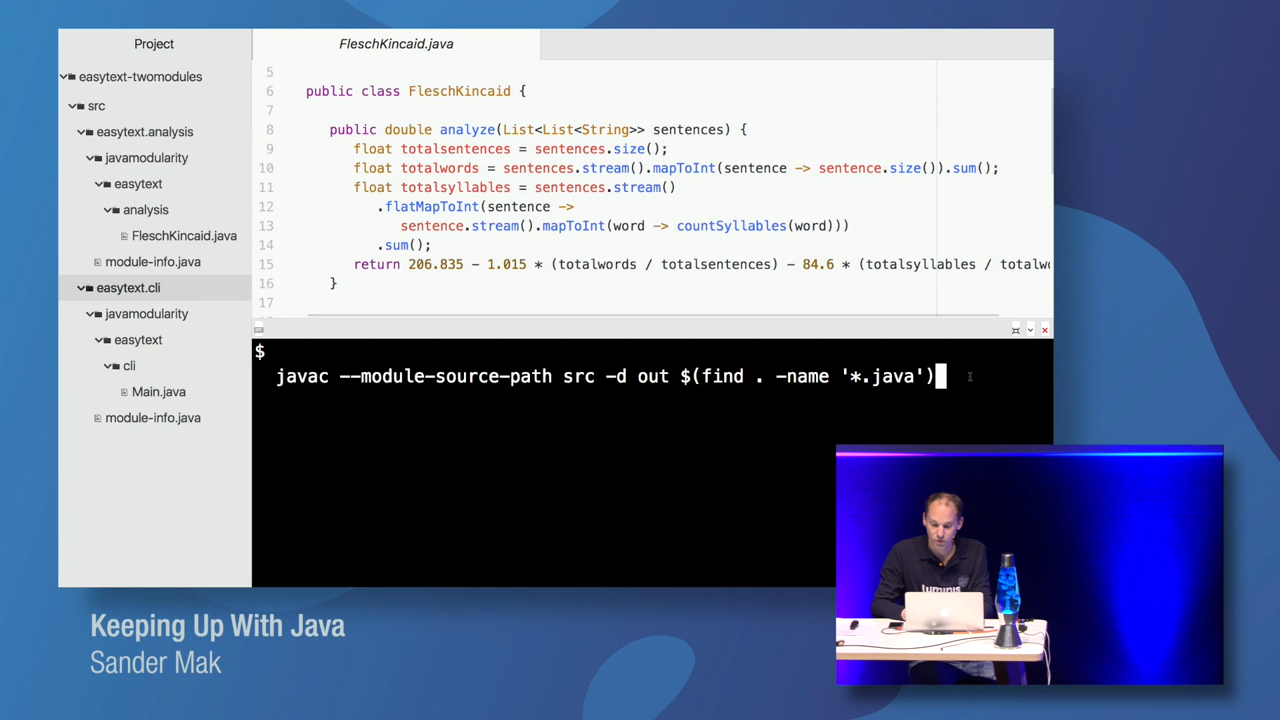 Project
easytext-twomodules
src
easytext.analysis
javamodularity
easytext
analysis
FleschKincaid.java
module-info.java
easytext.cli
javamodularity
easytext
cli
Main.java
module-info.java
FleschKincaid.java
5
6 public class FleschKincaid {
7
8 public double analyze(List<List<String>> sentences) {
9 float totalsentences = sentences.size();
10 float totalwords = sentences.stream().mapToInt(sentence -> sentence.size()).sum();
11 float totalsyllables = sentences.stream()
12 .flatMapToInt(sentence ->
13 sentence.stream().mapToInt(word -> countSyllables(word)))
14 .sum();
15 return 206.835 - 1.015 * (totalwords / totalsentences) - 84.6 * (totalsyllables / totalw
16 }
17
$
javac --module-source-path src -d out $(find . -name '*.java')
luminis
Keeping Up With Java
Sander Mak